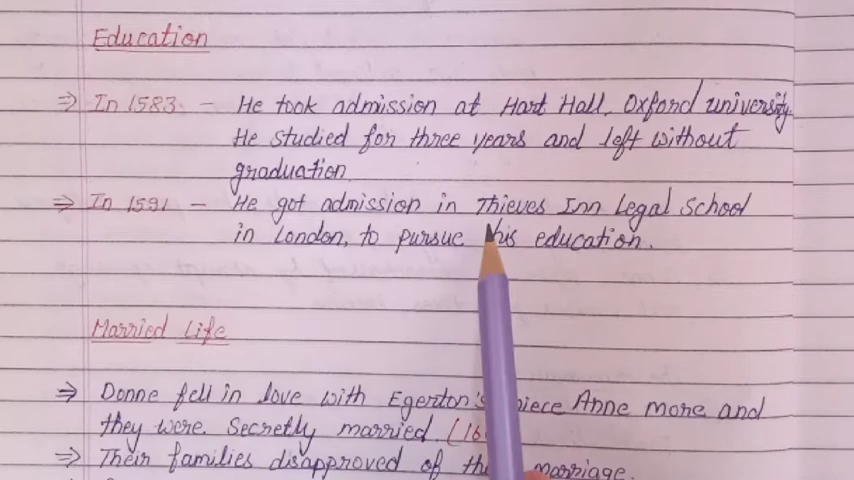 Education
⇒ In 1583 - He took admission at Hart Hall, Oxford university.
He studied for three years and left without
graduation
⇒ In 1591 - He got admission in Thieves Inn Legal School
in London, to pursue his education.
Married Life
⇒ Donne fell in love with Egerton's niece Anne More and
they were. Secretly married. (16
⇒ Their families disapproved of the marriage.